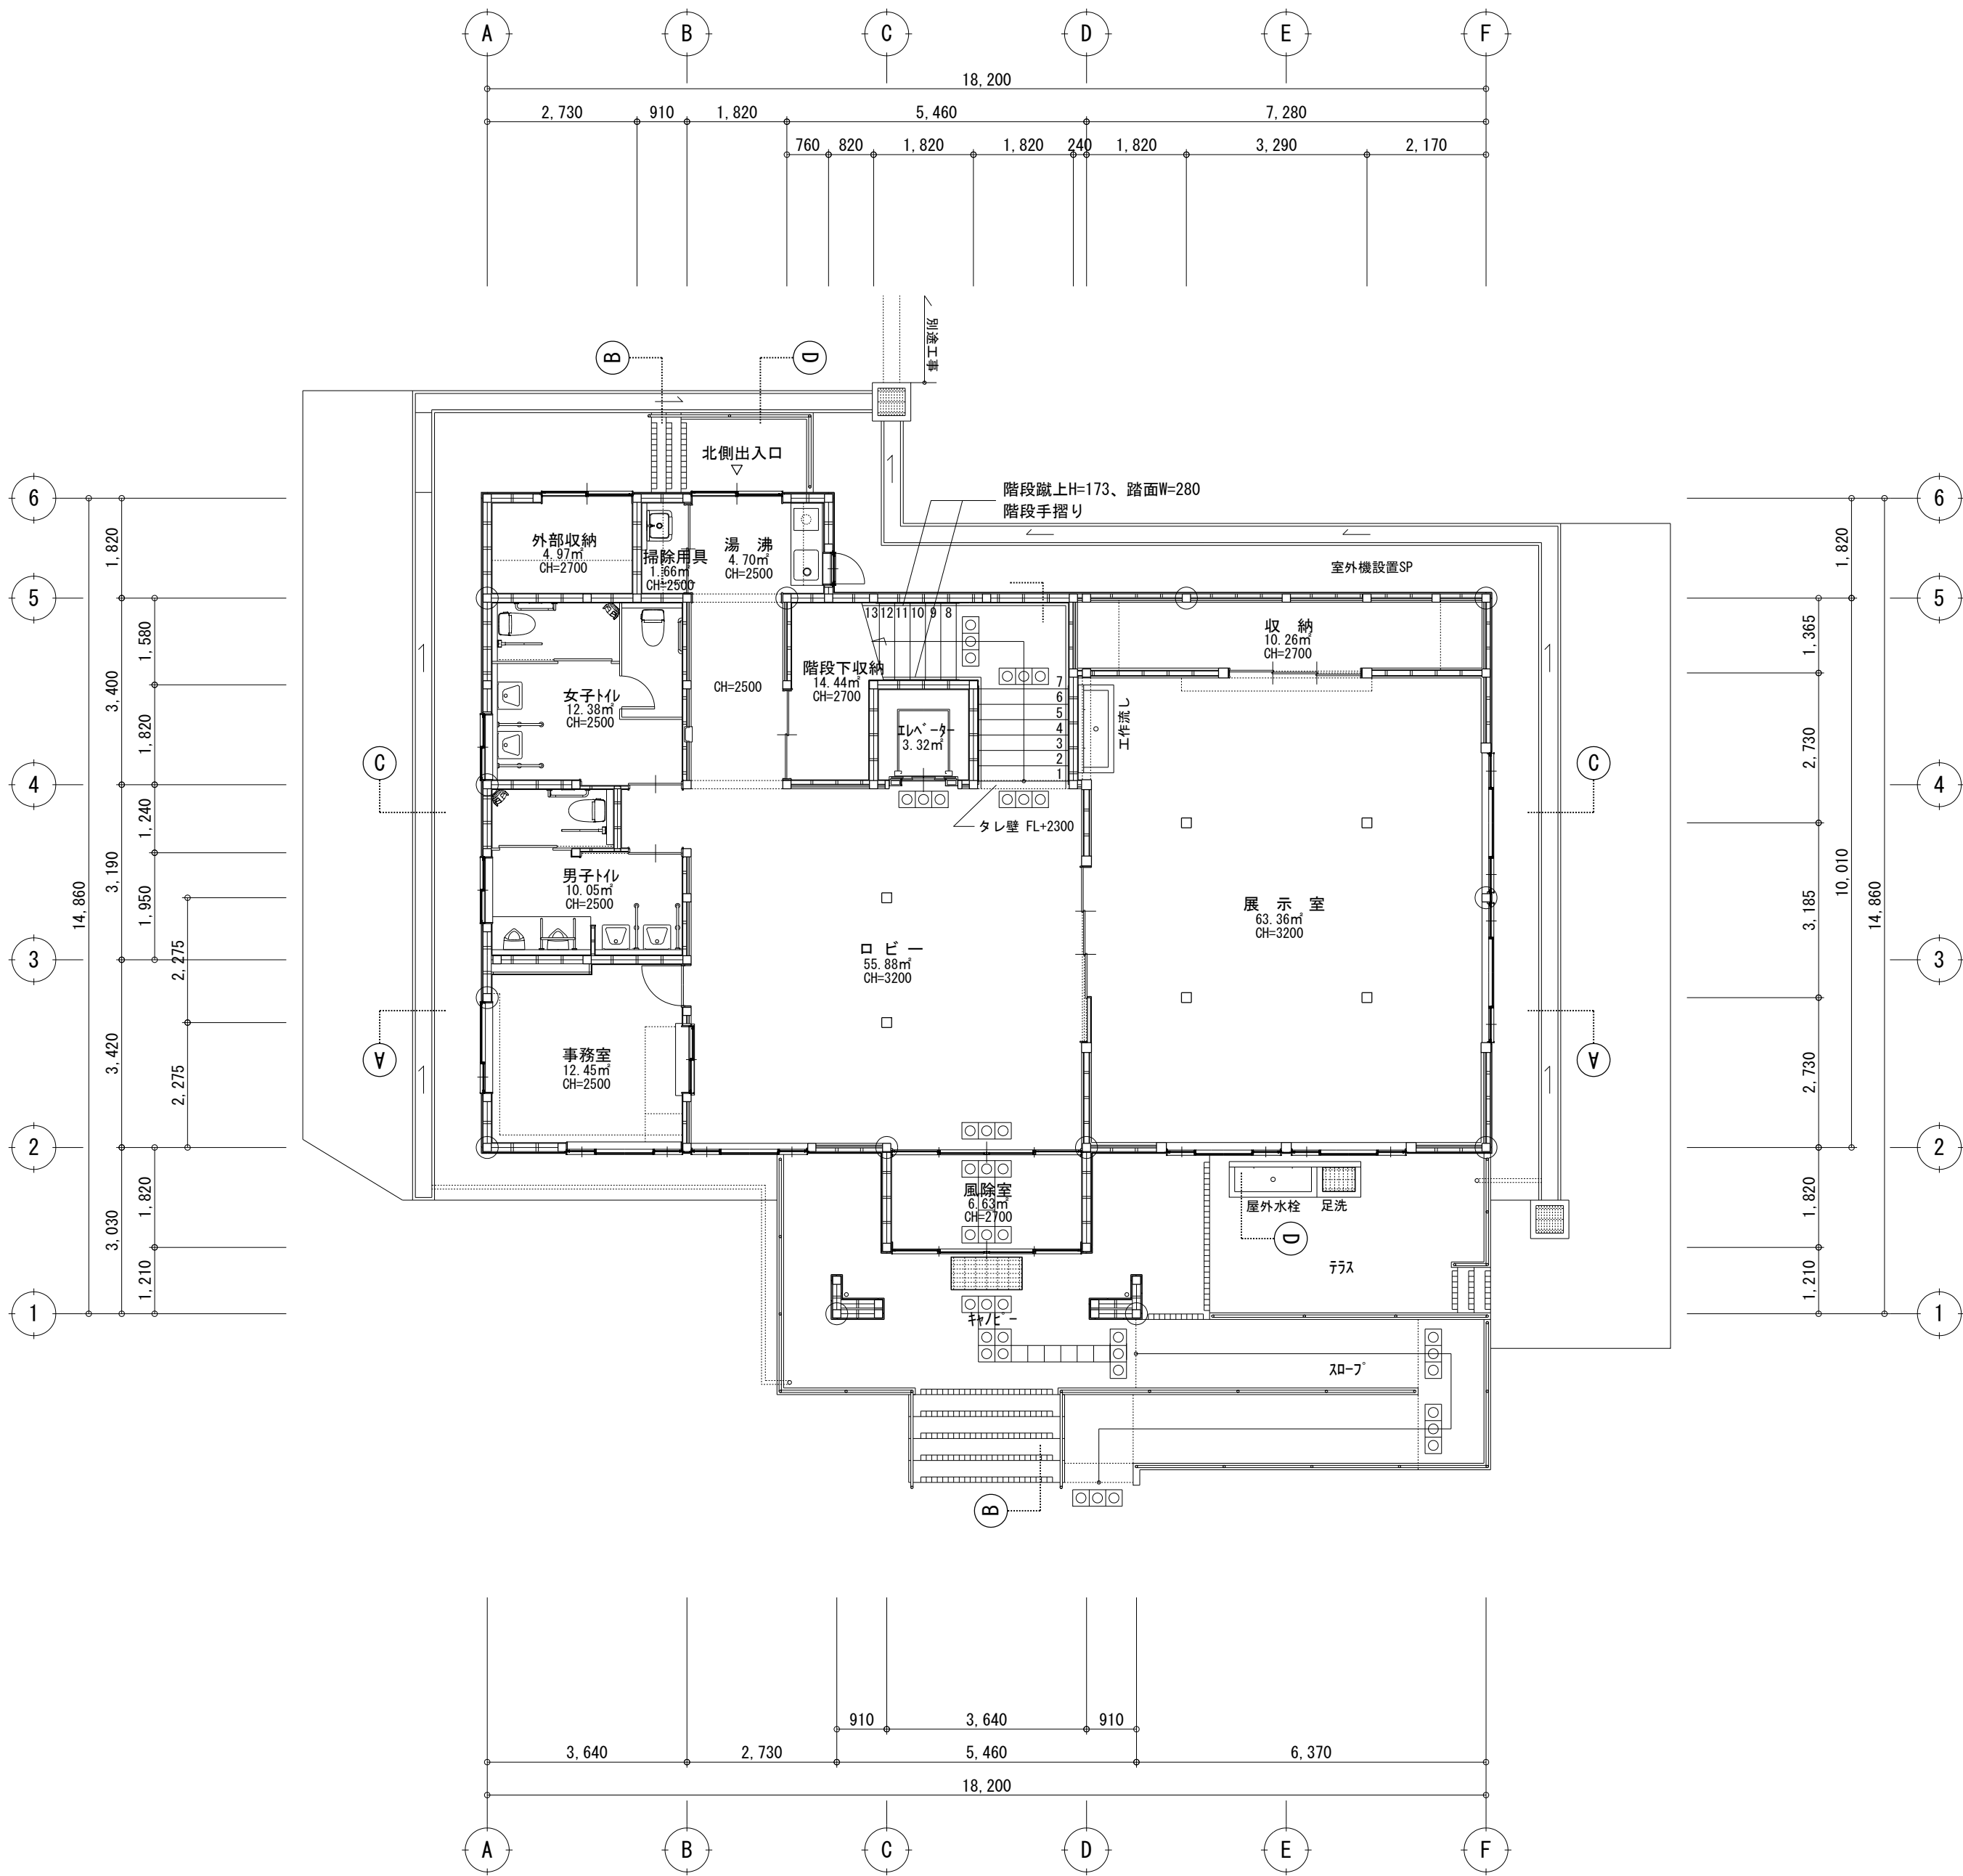 A B C D E F
18,200
2,730 910 1,820 5,460 7,280
760 820 1,820 1,820 240 1,820 3,290 2,170
別途工事
B D
北側出入口
6 6
階段蹴上H=173、踏面W=280
階段手摺り
外部収納
4.97㎡
CH=2700
掃除用具
1.66㎡
CH=2500
湯 沸
4.70㎡
CH=2500
室外機設置SP
5 5
13 12 11 10 9 8
収 納
10.26㎡
CH=2700
階段下収納
14.44㎡
CH=2700
CH=2500
女子ﾄｲﾚ
12.38㎡
CH=2500
7
6
5
4
3
2
1
工作流し
ｴﾚﾍﾞｰﾀｰ
3.32㎡
C C
4 4
タレ壁 FL+2300
男子ﾄｲﾚ
10.05㎡
CH=2500
展 示 室
63.36㎡
CH=3200
ロ ビ ー
55.88㎡
CH=3200
3 3
事務室
12.45㎡
CH=2500
A A
2 2
風除室
6.63㎡
CH=2700
屋外水栓 足洗
D
テラス
1 1
ｷｬﾉﾋﾟｰ
ｽﾛｰﾌﾟ
B
14,860
1,820
3,400
3,190
3,420
3,030
1,580
1,820
1,240
1,950
1,820
1,210
2,275
2,275
1,365
2,730
3,185
2,730
1,820
1,210
1,820
10,010
14,860
910 3,640 910
3,640 2,730 5,460 6,370
18,200
A B C D E F